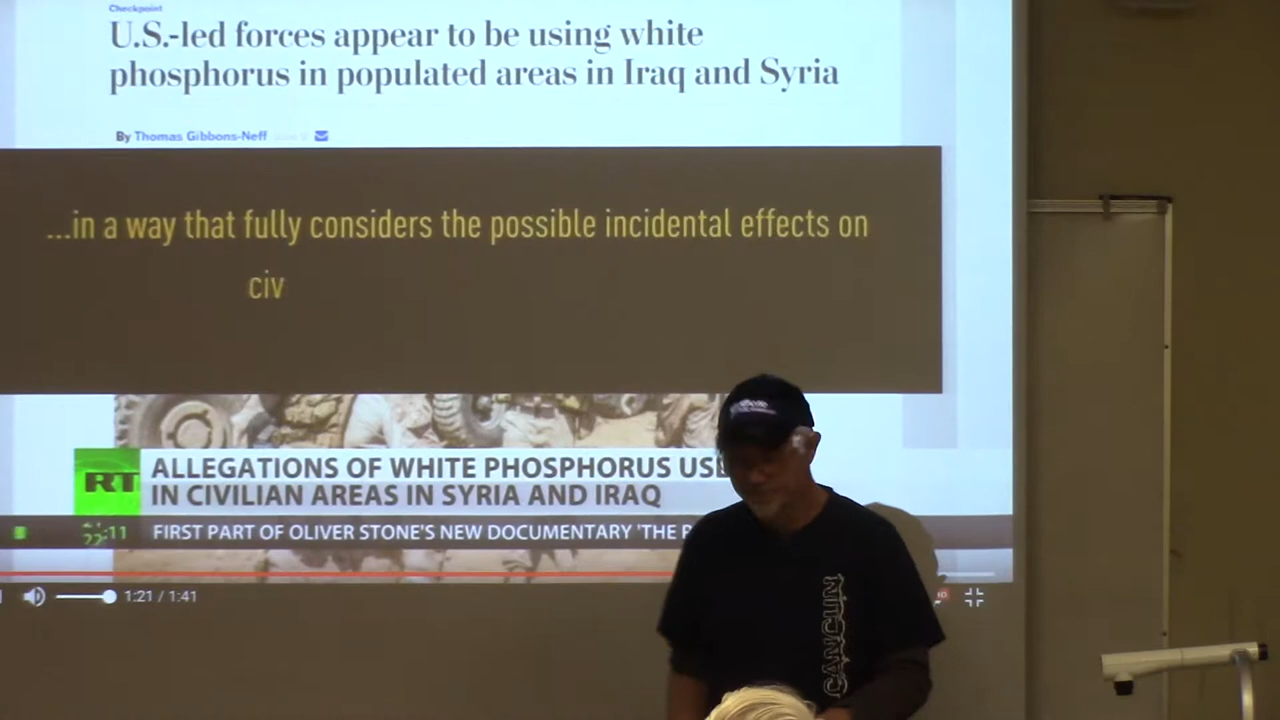 Checkpoint
U.S.-led forces appear to be using white
phosphorus in populated areas in Iraq and Syria
By Thomas Gibbons-Neff
...in a way that fully considers the possible incidental effects on
civ
RT
ALLEGATIONS OF WHITE PHOSPHORUS USE
IN CIVILIAN AREAS IN SYRIA AND IRAQ
FIRST PART OF OLIVER STONE'S NEW DOCUMENTARY 'THE P
1:21 / 1:41
CANCUN